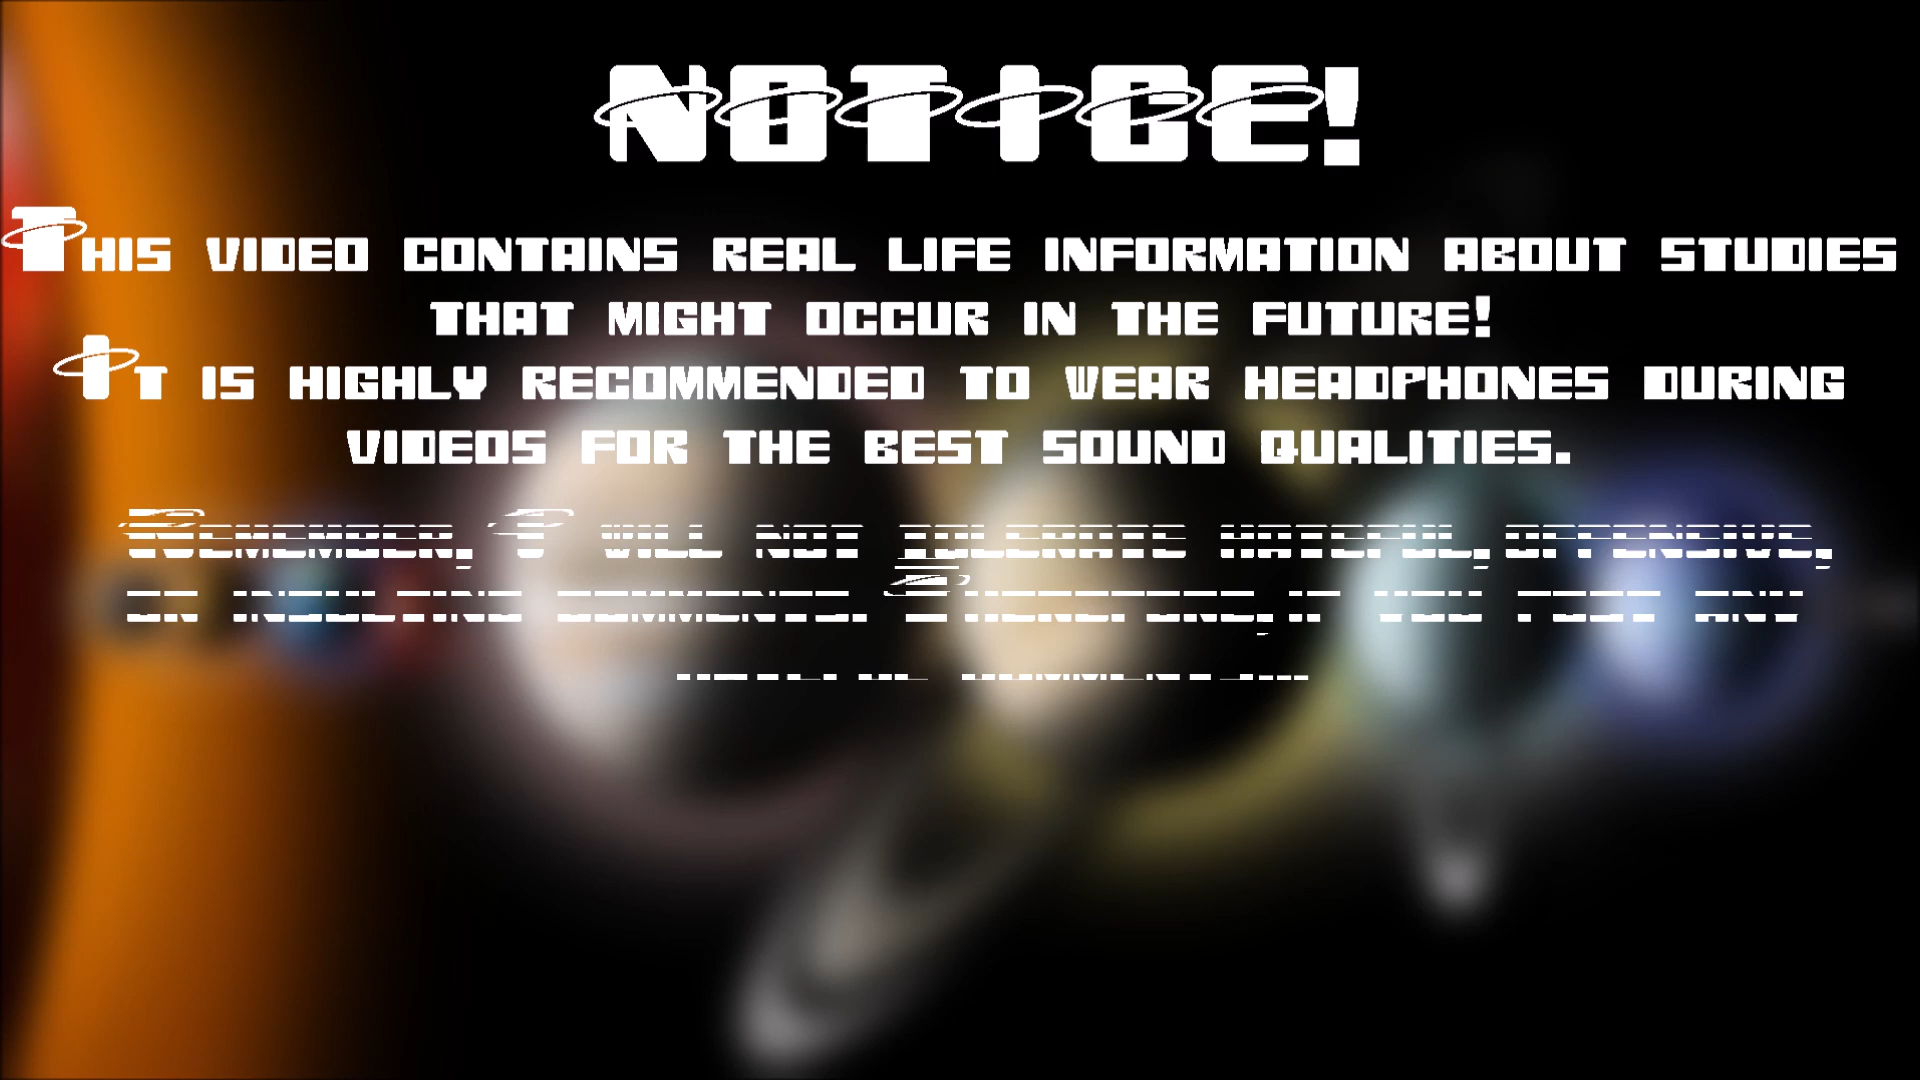 NOTICE!
This video contains real life information about studies
that might occur in the future!
It is highly recommended to wear headphones during
videos for the best sound qualities.
Remember, I will not tolerate hateful, offensive,
or insulting comments. Therefore, if you post any
comments...